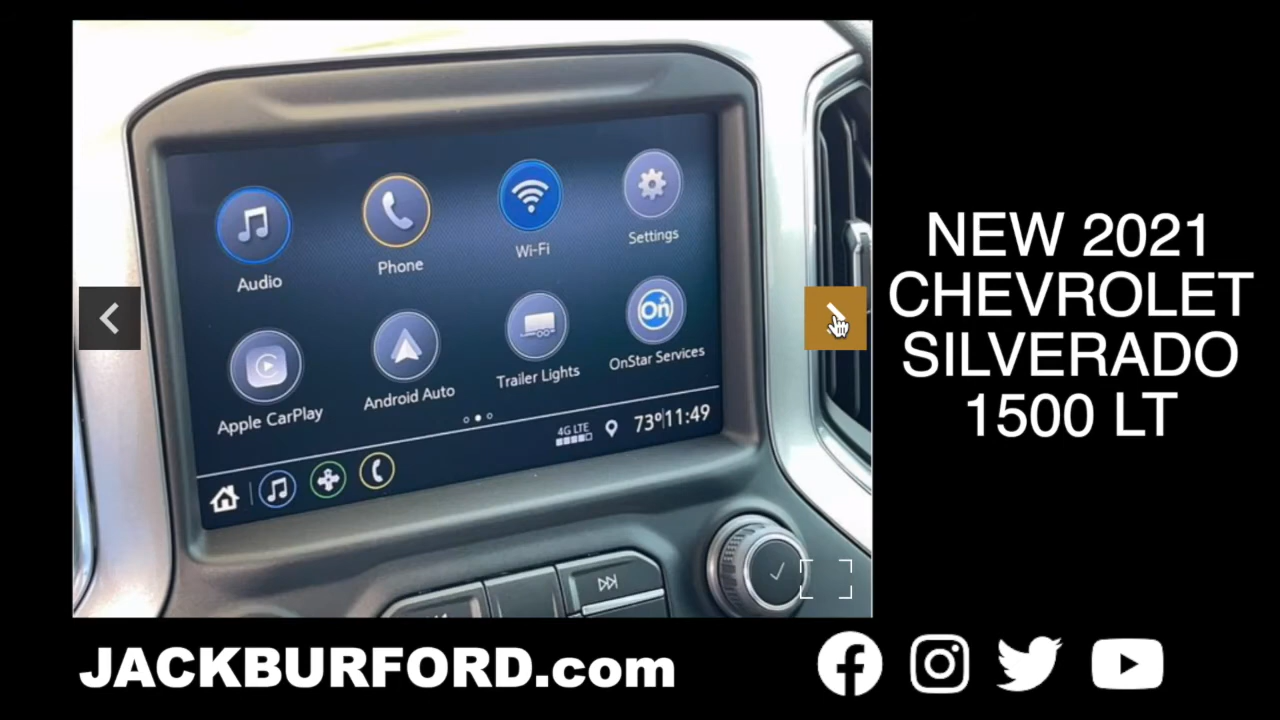 Audio
Phone
Wi-Fi
Settings
Apple CarPlay
Android Auto
Trailer Lights
On
OnStar Services
4G LTE
73° 11:49
NEW 2021
CHEVROLET
SILVERADO
1500 LT
JACKBURFORD.com